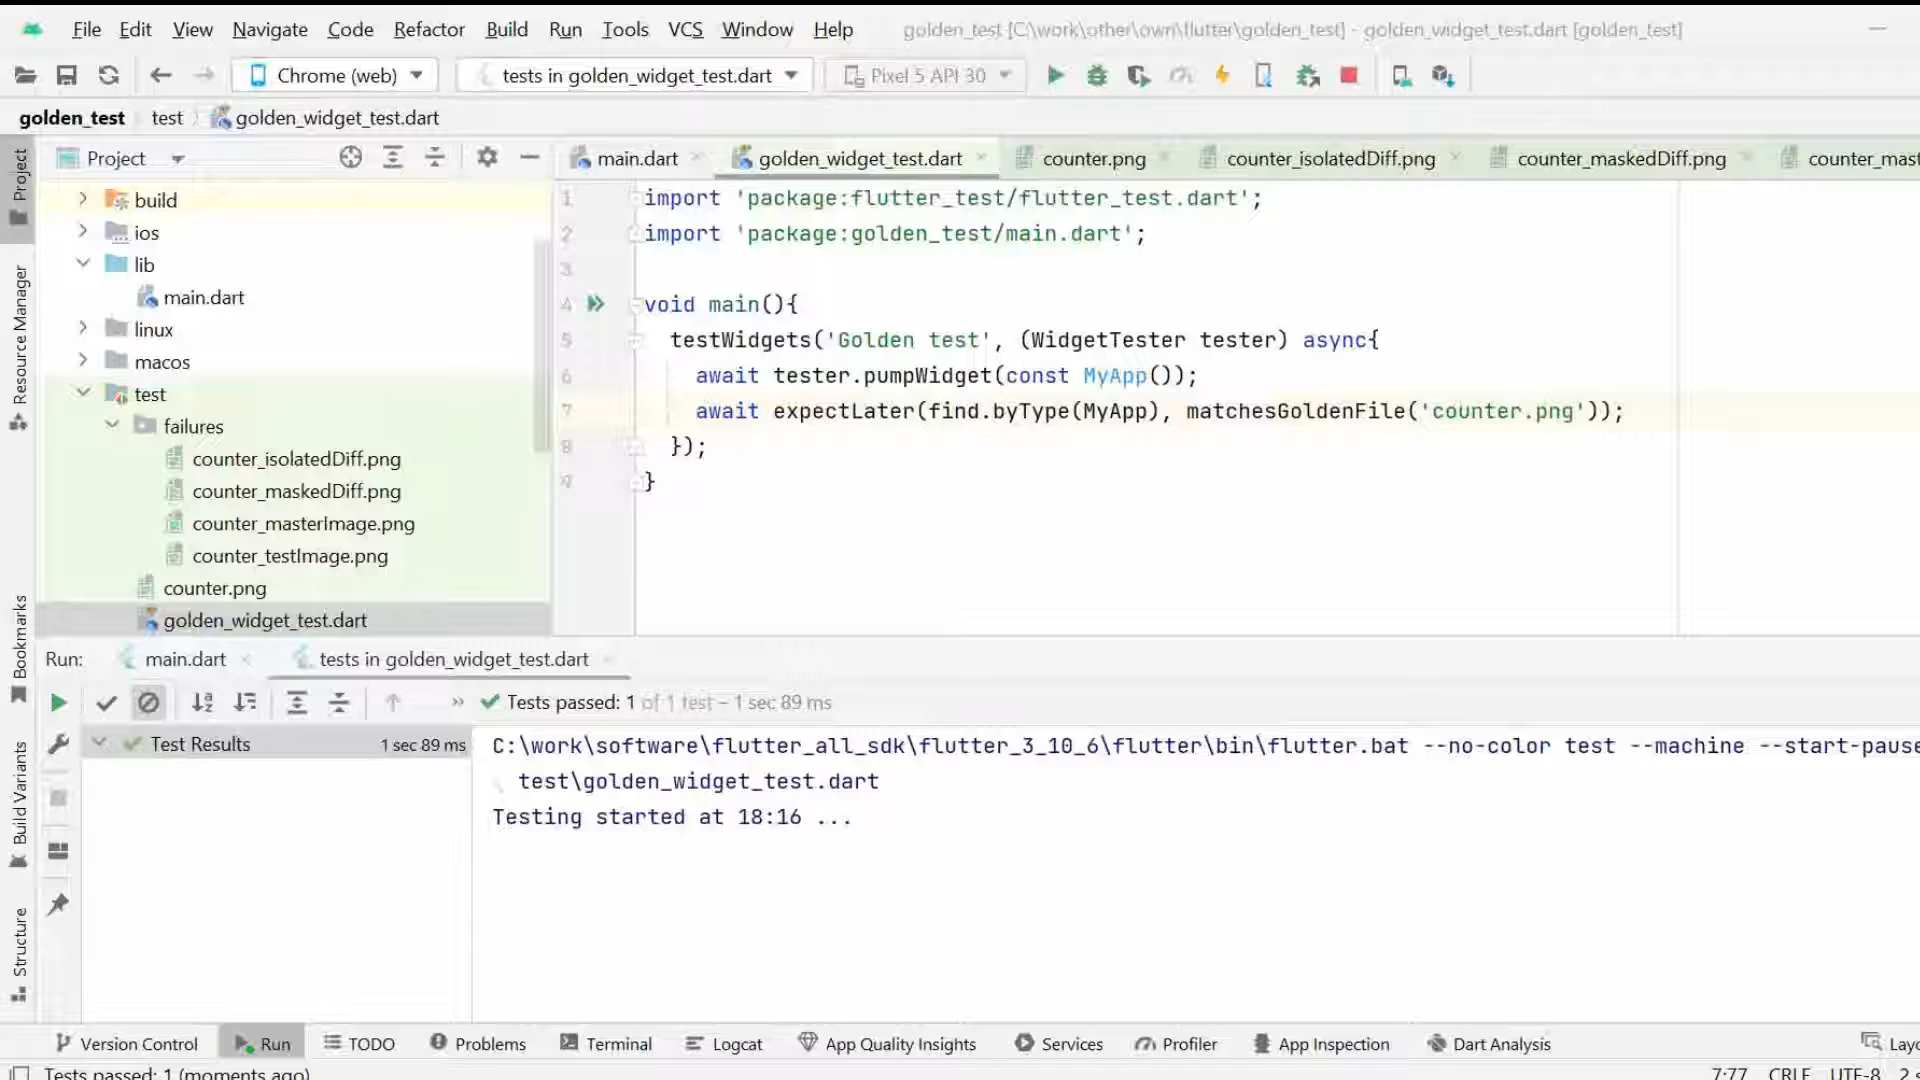 File Edit View Navigate Code Refactor Build Run Tools VCS Window Help golden_test [C:\work\other\own\flutter\golden_test] - golden_widget_test.dart [golden_test]
Chrome (web) tests in golden_widget_test.dart Pixel 5 API 30
golden_test test golden_widget_test.dart
Project
main.dart golden_widget_test.dart counter.png counter_isolatedDiff.png counter_maskedDiff.png counter_mast
Project
Resource Manager
Bookmarks
Build Variants
Structure
build
ios
lib
main.dart
linux
macos
test
failures
counter_isolatedDiff.png
counter_maskedDiff.png
counter_masterImage.png
counter_testImage.png
counter.png
golden_widget_test.dart
1 import 'package:flutter_test/flutter_test.dart';
2 import 'package:golden_test/main.dart';
3
4 void main(){
5 testWidgets('Golden test', (WidgetTester tester) async{
6 await tester.pumpWidget(const MyApp());
7 await expectLater(find.byType(MyApp), matchesGoldenFile('counter.png'));
8 });
9 }
Run: main.dart tests in golden_widget_test.dart
Tests passed: 1 of 1 test – 1 sec 89 ms
Test Results 1 sec 89 ms
C:\work\software\flutter_all_sdk\flutter_3_10_6\flutter\bin\flutter.bat --no-color test --machine --start-pause
test\golden_widget_test.dart
Testing started at 18:16 ...
Version Control Run TODO Problems Terminal Logcat App Quality Insights Services Profiler App Inspection Dart Analysis Layo
Tests passed: 1 (moments ago) 7:77 CRLF UTF-8 2 s